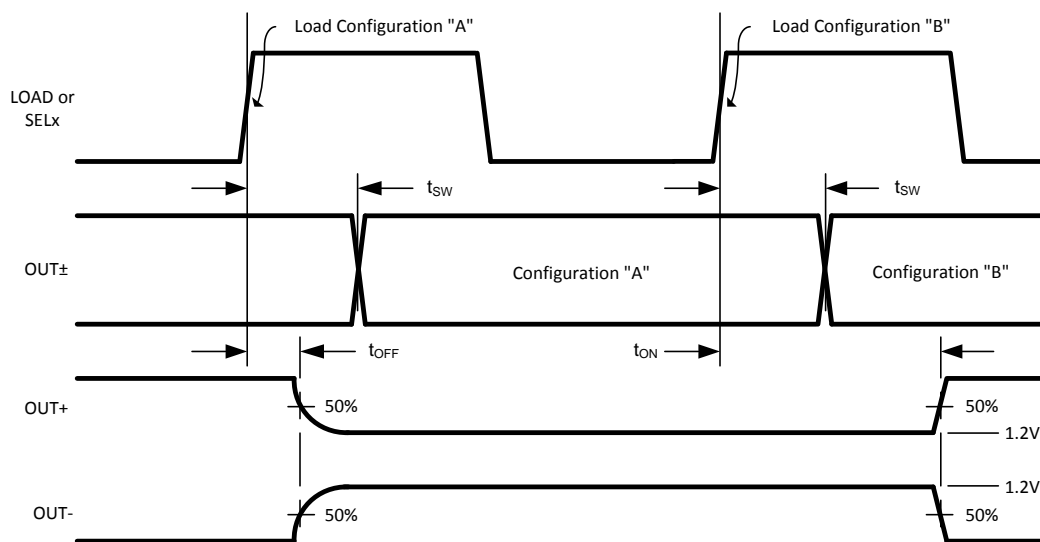 Load Configuration "A"
Load Configuration "B"
LOAD or
SELx
tSW
tSW
OUT±
Configuration "A"
Configuration "B"
tOFF
tON
OUT+
50%
50%
1.2V
1.2V
OUT-
50%
50%